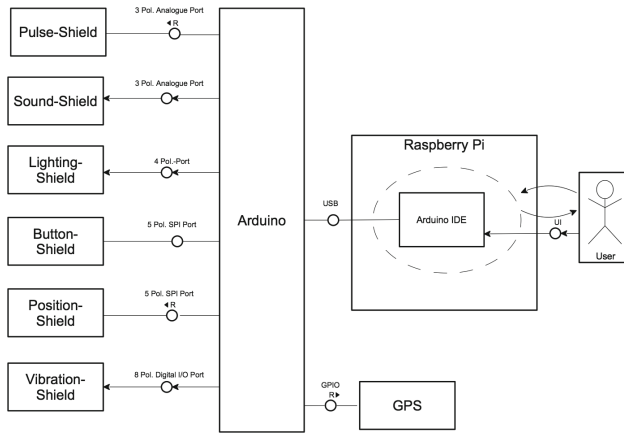 3 Pol. Analogue Port
◀ R
Pulse-Shield
3 Pol. Analogue Port
Sound-Shield
Lighting-
Shield
4 Pol.-Port
Button-
Shield
5 Pol. SPI Port
Position-
Shield
5 Pol. SPI Port
◀ R
Vibration-
Shield
8 Pol. Digital I/O Port
Arduino
USB
Raspberry Pi
Arduino IDE
UI
User
GPIO
R▶
GPS